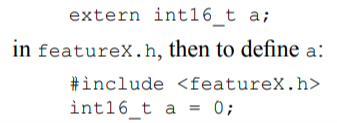 extern int16_t a;
in featureX.h, then to define a:
#include <featureX.h>
int16_t a = 0;